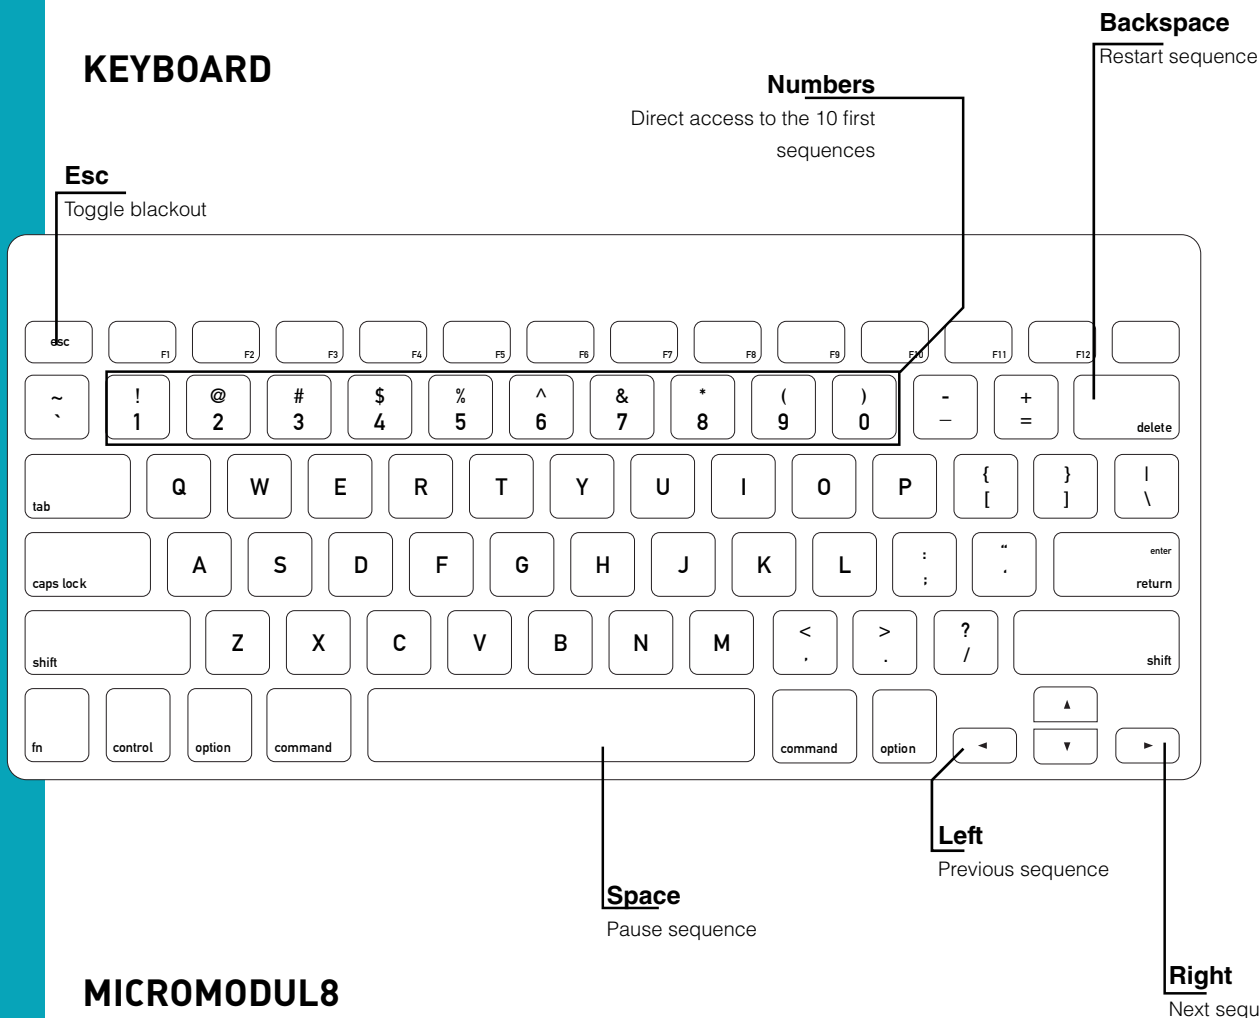 Backspace
Restart sequence
KEYBOARD
Numbers
Direct access to the 10 first
sequences
Esc
Toggle blackout
esc F1 F2 F3 F4 F5 F6 F7 F8 F9 F10 F11 F12
~ ! @ # $ % ^ & * ( ) - +
` 1 2 3 4 5 6 7 8 9 0 _ = delete
tab Q W E R T Y U I O P { [ } ] | \
caps lock A S D F G H J K L : ; “ . enter return
shift Z X C V B N M < , > . ? / shift
fn control option command command option ◄ ▲ ▼ ►
Left
Previous sequence
Space
Pause sequence
Right
Next sequ
MICROMODUL8